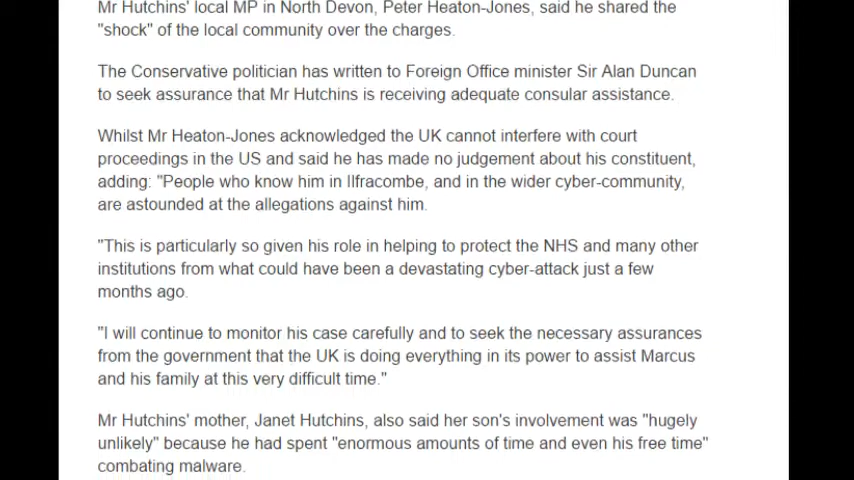 Mr Hutchins' local MP in North Devon, Peter Heaton-Jones, said he shared the
"shock" of the local community over the charges.
The Conservative politician has written to Foreign Office minister Sir Alan Duncan
to seek assurance that Mr Hutchins is receiving adequate consular assistance.
Whilst Mr Heaton-Jones acknowledged the UK cannot interfere with court
proceedings in the US and said he has made no judgement about his constituent,
adding: "People who know him in Ilfracombe, and in the wider cyber-community,
are astounded at the allegations against him.
"This is particularly so given his role in helping to protect the NHS and many other
institutions from what could have been a devastating cyber-attack just a few
months ago.
"I will continue to monitor his case carefully and to seek the necessary assurances
from the government that the UK is doing everything in its power to assist Marcus
and his family at this very difficult time."
Mr Hutchins' mother, Janet Hutchins, also said her son's involvement was "hugely
unlikely" because he had spent "enormous amounts of time and even his free time"
combating malware.